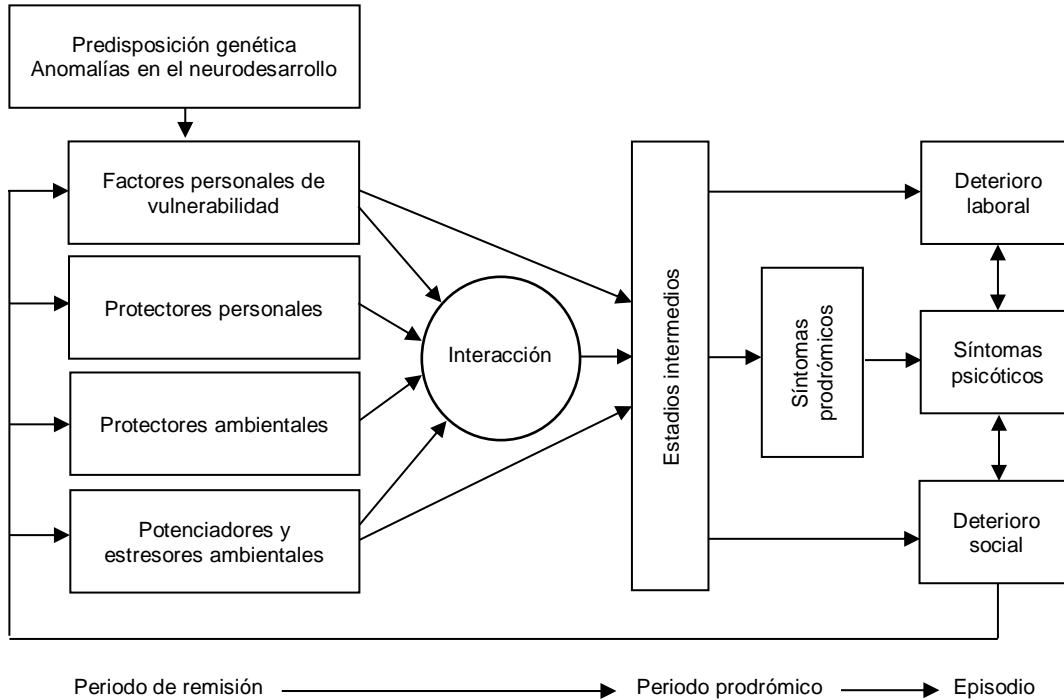 Predisposición genética
Anomalías en el neurodesarrollo
Factores personales de
vulnerabilidad
Protectores personales
Protectores ambientales
Potenciadores y
estresores ambientales
Interacción
Estadios intermedios
Síntomas
prodrómicos
Deterioro
laboral
Síntomas
psicóticos
Deterioro
social
Periodo de remisión
Periodo prodrómico
Episodio